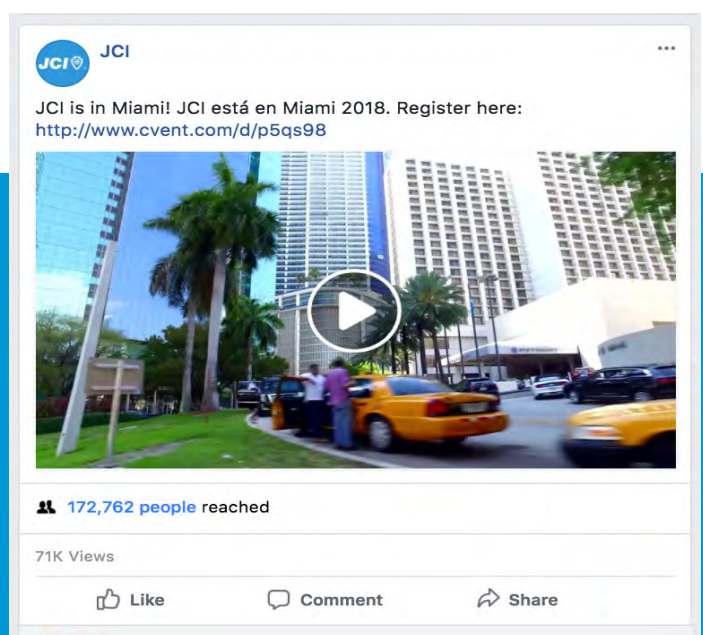 JCI
JCI
JCI is in Miami! JCI está en Miami 2018. Register here:
http://www.cvent.com/d/p5qs98
172,762 people reached
71K Views
Like
Comment
Share